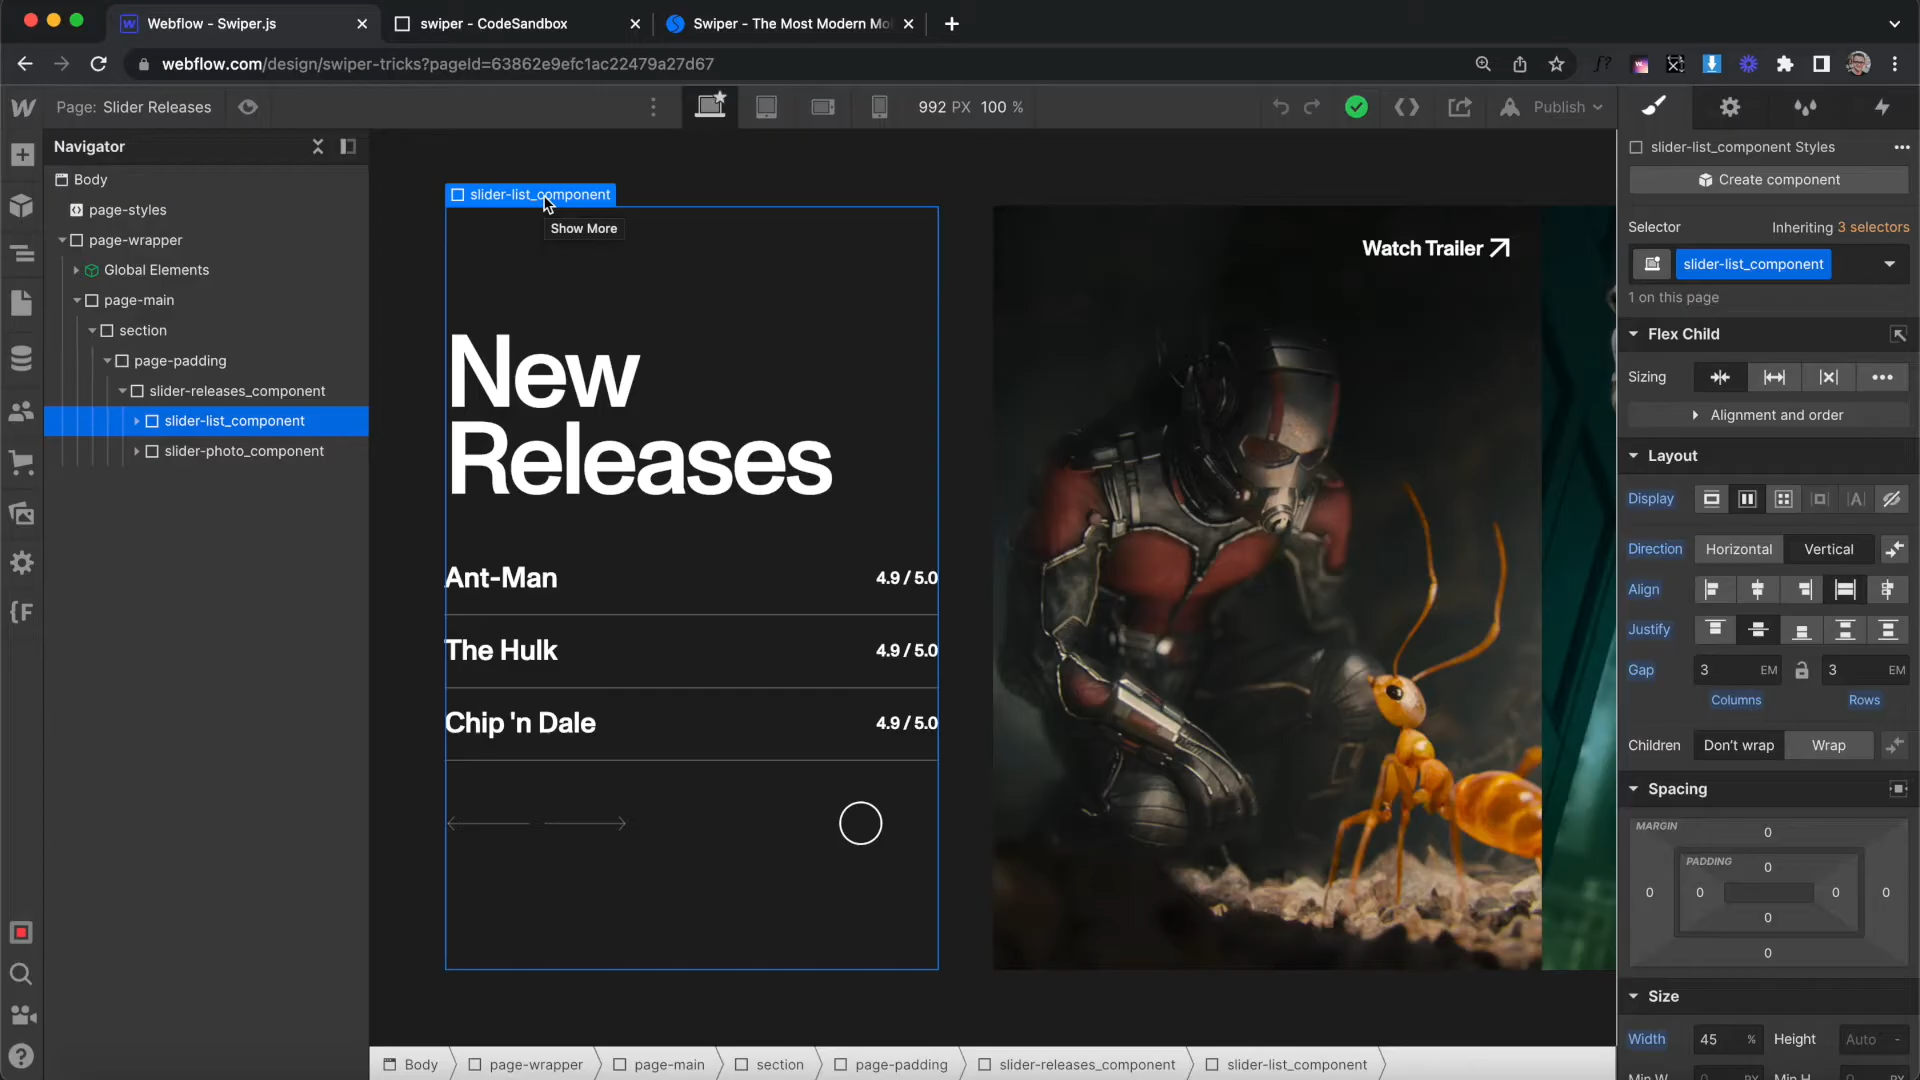 Webflow - Swiper.js
swiper - CodeSandbox
Swiper - The Most Modern Mo
webflow.com/design/swiper-tricks?pageId=63862e9efc1ac22479a27d67
Page: Slider Releases
992 PX 100 %
Publish
Navigator
Body
page-styles
page-wrapper
Global Elements
page-main
section
page-padding
slider-releases_component
slider-list_component
slider-photo_component
slider-list_component
Show More
New
Releases
Ant-Man 4.9 / 5.0
The Hulk 4.9 / 5.0
Chip 'n Dale 4.9 / 5.0
Watch Trailer
slider-list_component Styles
Create component
Selector Inheriting 3 selectors
slider-list_component
1 on this page
Flex Child
Sizing
Alignment and order
Layout
Display
Direction Horizontal Vertical
Align
Justify
Gap 3 EM 3 EM
Columns Rows
Children Don't wrap Wrap
Spacing
MARGIN
0
PADDING
0
0 0 0 0
0
0
Size
Width 45 % Height Auto -
Body page-wrapper page-main section page-padding slider-releases_component slider-list_component